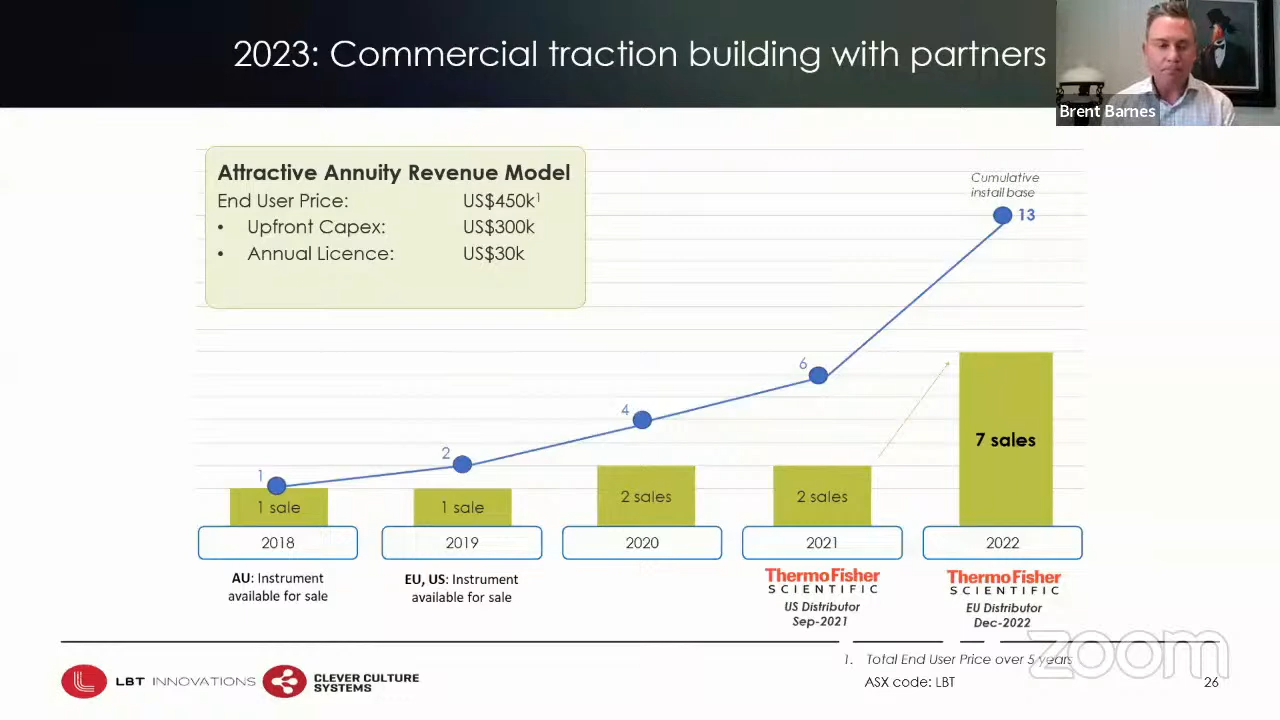 2023: Commercial traction building with partners
Brent Barnes
Attractive Annuity Revenue Model
End User Price: US$450k¹
• Upfront Capex: US$300k
• Annual Licence: US$30k
Cumulative
install base
13
6
4
2
1
1 sale
1 sale
2 sales
2 sales
7 sales
2018
2019
2020
2021
2022
AU: Instrument
available for sale
EU, US: Instrument
available for sale
ThermoFisher
SCIENTIFIC
US Distributor
Sep-2021
ThermoFisher
SCIENTIFIC
EU Distributor
Dec-2022
1. Total End User Price over 5 years
zoom
LBT INNOVATIONS
CLEVER CULTURE
SYSTEMS
ASX code: LBT
26